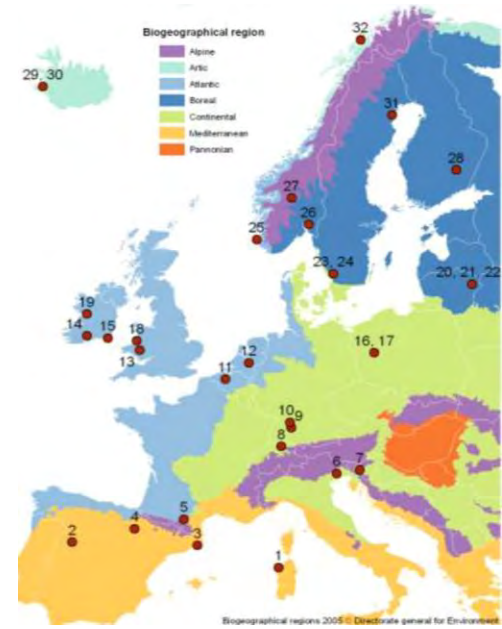 32
Biogeographical region
Alpine
Artic
Atlantic
Boreal
Continental
Mediterranean
Pannonian
29, 30
31
28
27
26
25
23, 24
20, 21, 22
19
14
15
18
13
12
11
16, 17
10
9
8
6
7
5
4
3
2
1
Biogeographical regions 2005 © Directorate general for Environment